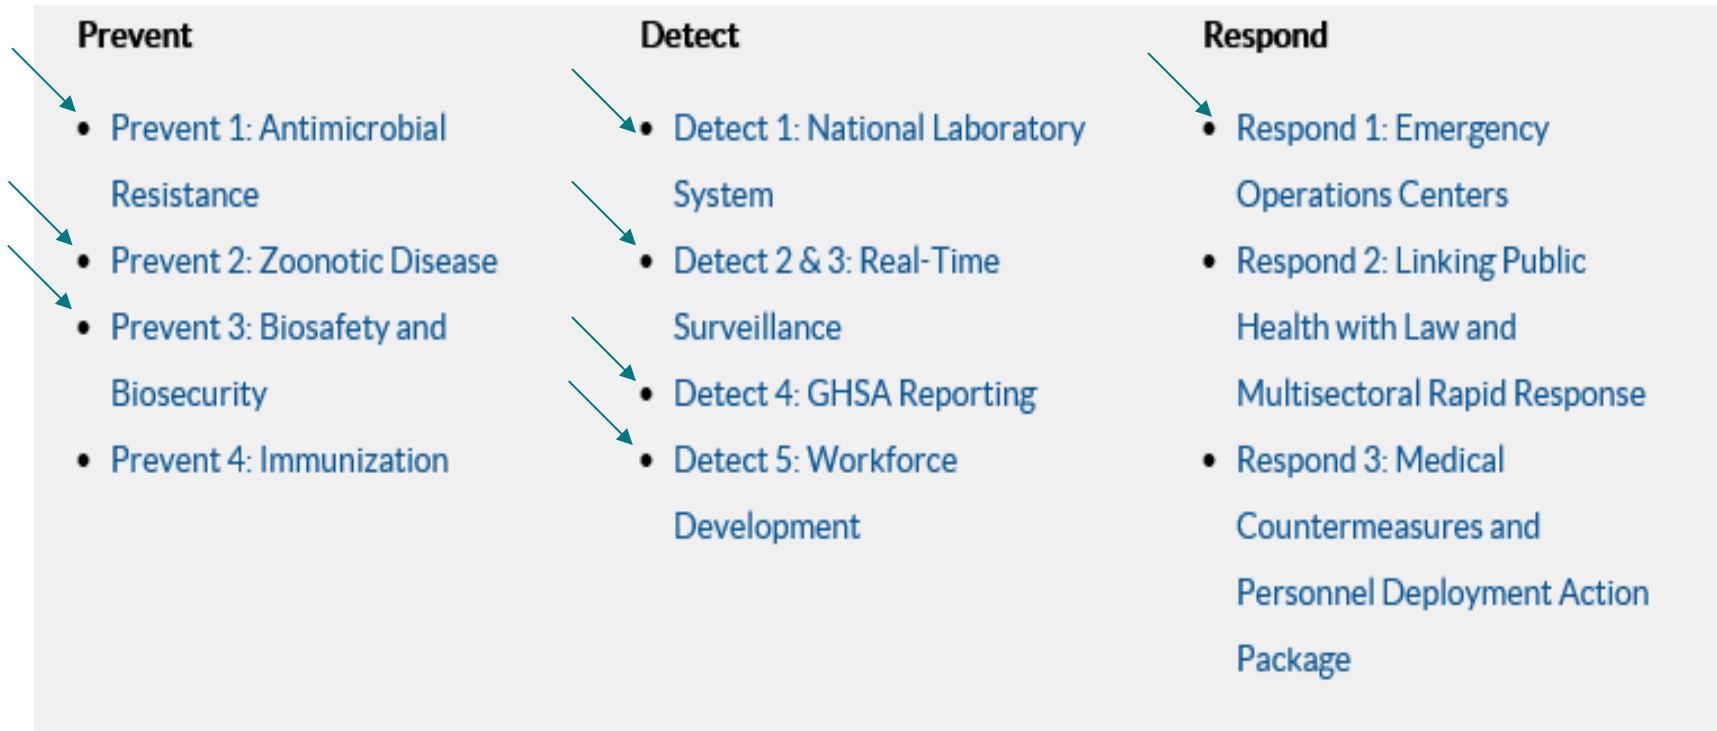 Prevent
• Prevent 1: Antimicrobial
Resistance
• Prevent 2: Zoonotic Disease
• Prevent 3: Biosafety and
Biosecurity
• Prevent 4: Immunization
Detect
• Detect 1: National Laboratory
System
• Detect 2 & 3: Real-Time
Surveillance
• Detect 4: GHSA Reporting
• Detect 5: Workforce
Development
Respond
• Respond 1: Emergency
Operations Centers
• Respond 2: Linking Public
Health with Law and
Multisectoral Rapid Response
• Respond 3: Medical
Countermeasures and
Personnel Deployment Action
Package